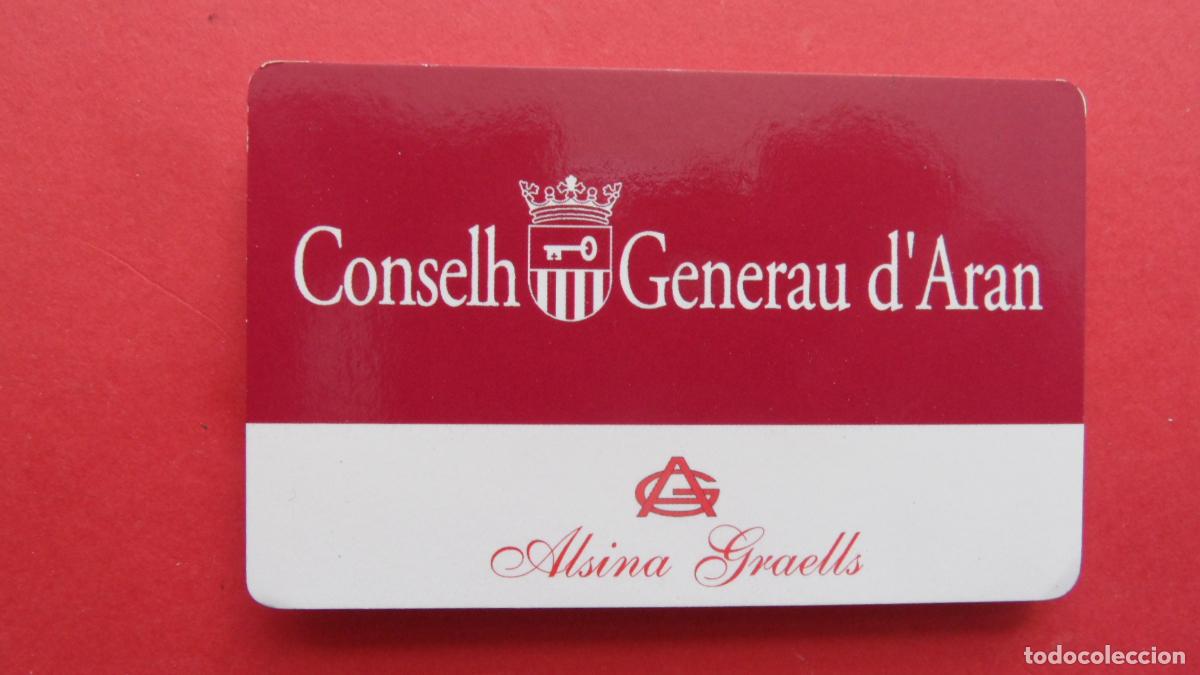 Conselh Generau d'Aran
AG
Alsina Graells
todocoleccion